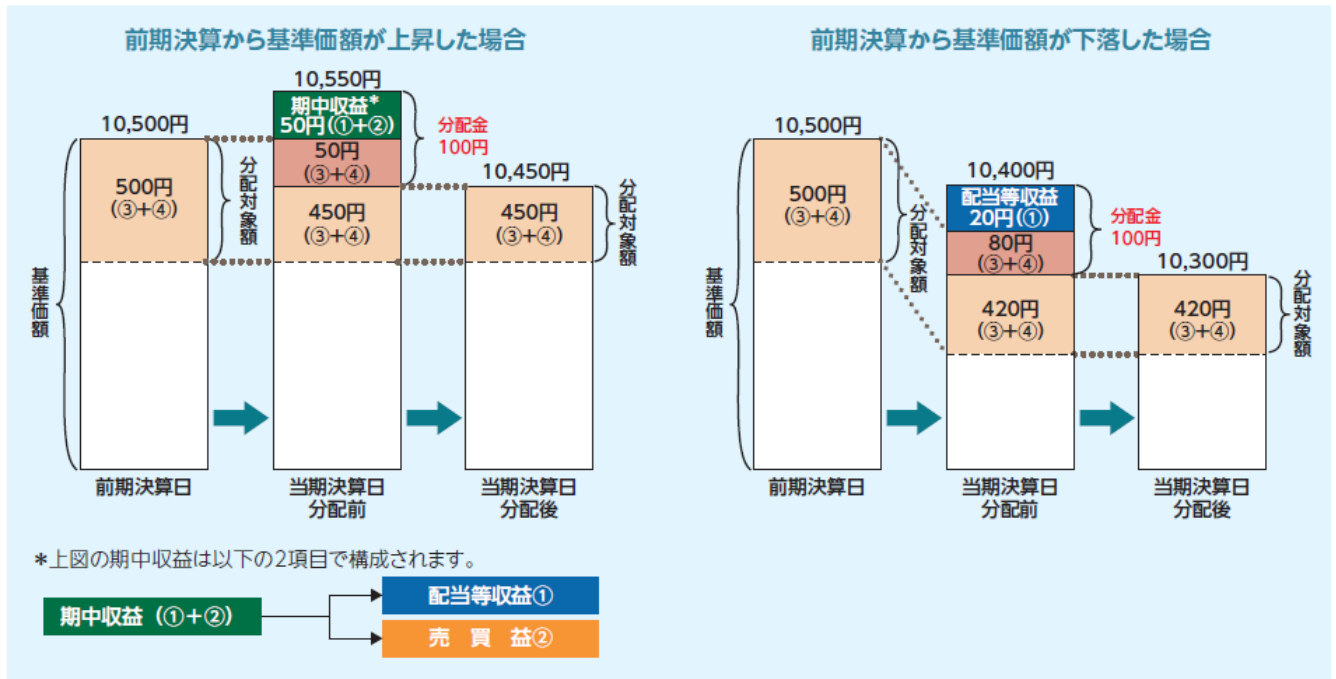 前期決算から基準価額が上昇した場合
10,500円
500円
(③+④)
分配対象額
基準価額
前期決算日
10,550円
期中収益*
50円(①+②)
50円
(③+④)
450円
(③+④)
分配金
100円
当期決算日
分配前
10,450円
450円
(③+④)
分配対象額
当期決算日
分配後
前期決算から基準価額が下落した場合
10,500円
500円
(③+④)
分配対象額
基準価額
前期決算日
10,400円
配当等収益
20円(①)
80円
(③+④)
420円
(③+④)
分配金
100円
当期決算日
分配前
10,300円
420円
(③+④)
分配対象額
当期決算日
分配後
*上図の期中収益は以下の2項目で構成されます。
期中収益(①+②)
配当等収益①
売 買 益②